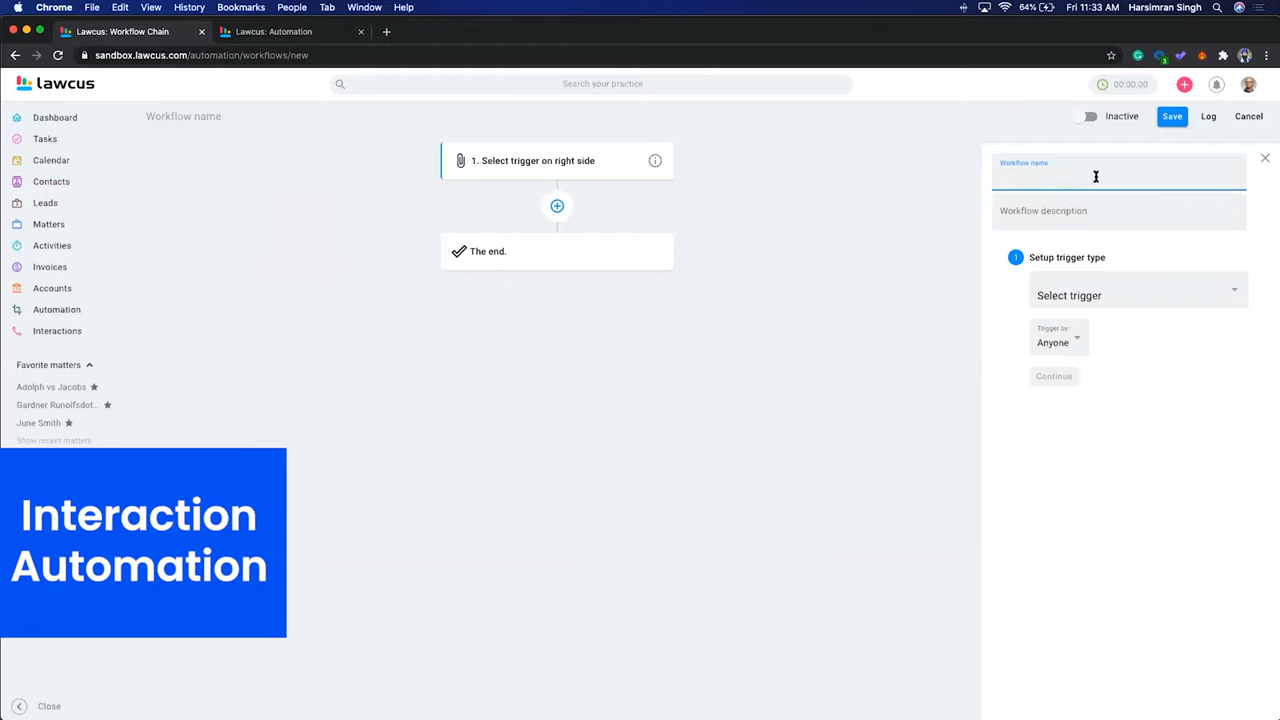 Chrome File Edit View History Bookmarks People Tab Window Help
64% Fri 11:33 AM Harsimran Singh
Lawcus: Workflow Chain
Lawcus: Automation
sandbox.lawcus.com/automation/workflows/new
3
lawcus
Search your practice
00:00:00
Dashboard
Tasks
Calendar
Contacts
Leads
Matters
Activities
Invoices
Accounts
Automation
Interactions
Favorite matters
Adolph vs Jacobs
Gardner Runolfsdot...
June Smith
Show recent matters
Interaction
Automation
Close
Workflow name
Inactive Save Log Cancel
1. Select trigger on right side
The end.
Workflow name
Workflow description
1 Setup trigger type
Select trigger
Trigger by:
Anyone
Continue